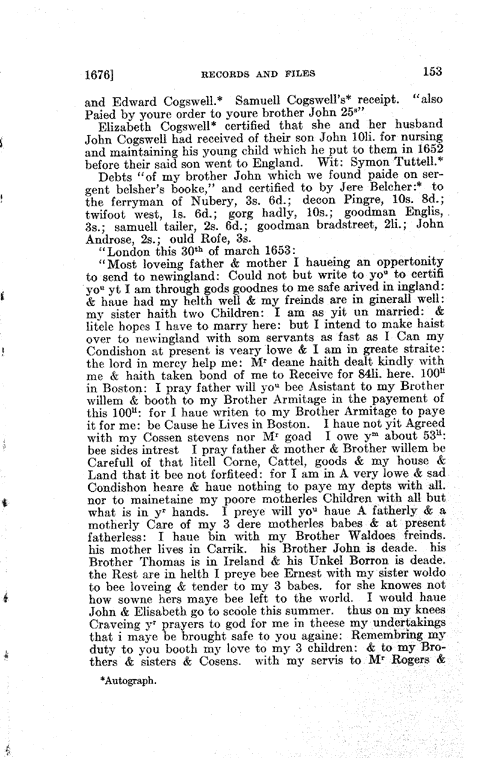 1676] RECORDS AND FILES 153
and Edward Cogswell.* Samuell Cogswell's* receipt. "also
Paied by youre order to youre brother John 25ˢ"
Elizabeth Cogswell* certified that she and her husband
John Cogswell had received of their son John 10li. for nursing
and maintaining his young child which he put to them in 1652
before their said son went to England. Wit: Symon Tuttell.*
Debts "of my brother John which we found paide on ser-
gent belsher's booke," and certified to by Jere Belcher:* to
the ferryman of Nubery, 3s. 6d.; decon Pingre, 10s. 8d.;
twifoot west, 1s. 6d.; gorg hadly, 10s.; goodman Englis,
3s.; samuell tailer, 2s. 6d.; goodman bradstreet, 2li.; John
Androse, 2s.; ould Rofe, 3s.
"London this 30ᵗʰ of march 1653:
"Most loveing father & mother I haueing an oppertonity
to send to newingland: Could not but write to yoᵘ to certifi
yoᵘ yt I am through gods goodnes to me safe arived in ingland:
& haue had my helth well & my freinds are in ginerall well:
my sister haith two Children: I am as yit un married: &
litele hopes I have to marry here: but I intend to make haist
over to newingland with som servants as fast as I Can my
Condishon at present is veary lowe & I am in greate straite:
the lord in mercy help me: Mʳ deane haith dealt kindly with
me & haith taken bond of me to Receive for 84li. here. 100ˡⁱ
in Boston: I pray father will yoᵘ bee Asistant to my Brother
willem & booth to my Brother Armitage in the payement of
this 100ˡⁱ: for I haue writen to my Brother Armitage to paye
it for me: be Cause he Lives in Boston. I haue not yit Agreed
with my Cossen stevens nor Mʳ goad I owe yᵐ about 53ˡⁱ:
bee sides intrest I pray father & mother & Brother willem be
Carefull of that litell Corne, Cattel, goods & my house &
Land that it bee not forfiteed: for I am in A very lowe & sad
Condishon heare & haue nothing to paye my depts with all.
nor to mainetaine my poore motherles Children with all but
what is in yʳ hands. I preye will yoᵘ haue A fatherly & a
motherly Care of my 3 dere motherles babes & at present
fatherless: I haue bin with my Brother Waldoes freinds.
his mother lives in Carrik. his Brother John is deade. his
Brother Thomas is in Ireland & his Unkel Borron is deade.
the Rest are in helth I preye bee Ernest with my sister woldo
to bee loveing & tender to my 3 babes. for she knowes not
how sowne hers maye bee left to the world. I would haue
John & Elisabeth go to scoole this summer. thus on my knees
Craveing yʳ prayers to god for me in theese my undertakings
that i maye be brought safe to you againe: Remembring my
duty to you booth my love to my 3 children: & to my Bro-
thers & sisters & Cosens. with my servis to Mʳ Rogers &
*Autograph.